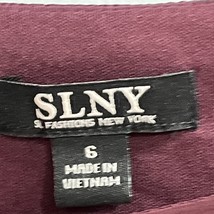 SLNY
S.L. FASHIONS NEW YORK
6
MADE IN
VIETNAM